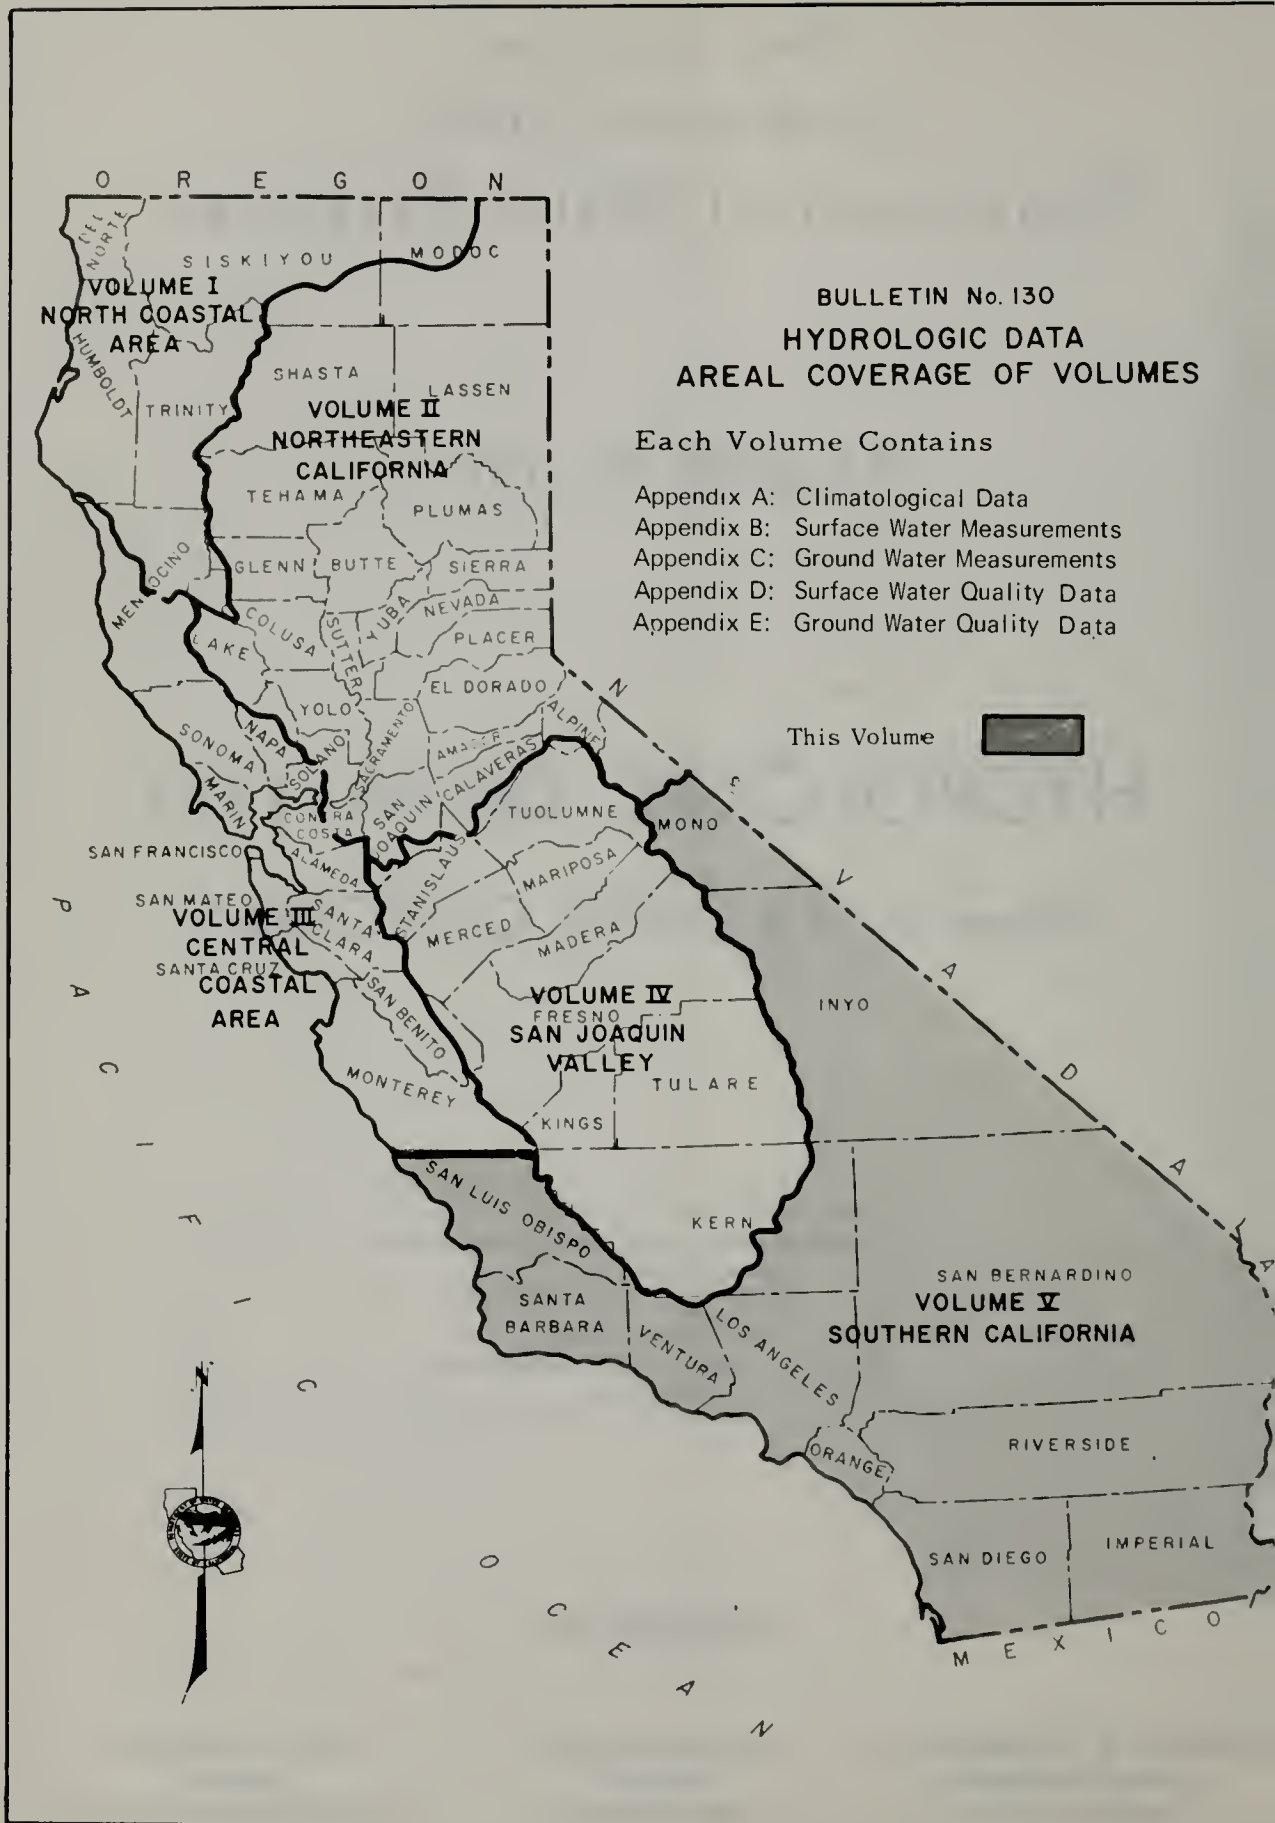 O R E G O N
DEL NORTE
SISKIYOU
MODOC
VOLUME I
NORTH COASTAL
AREA
HUMBOLDT
TRINITY
SHASTA
LASSEN
VOLUME II
NORTHEASTERN
CALIFORNIA
TEHAMA
PLUMAS
GLENN
BUTTE
SIERRA
MENDOCINO
COLUSA
SUTTER
YUBA
NEVADA
LAKE
PLACER
EL DORADO
YOLO
NAPA
SONOMA
SOLANO
SACRAMENTO
AMADOR
ALPINE
CALAVERAS
MARIN
CONTRA
COSTA
SAN
JOAQUIN
TUOLUMNE
MONO
SAN FRANCISCO
ALAMEDA
STANISLAUS
MARIPOSA
SAN MATEO
SANTA
CLARA
VOLUME III
CENTRAL
COASTAL
AREA
SANTA CRUZ
MERCED
MADERA
SAN BENITO
VOLUME IV
FRESNO
SAN JOAQUIN
VALLEY
INYO
MONTEREY
TULARE
KINGS
SAN LUIS OBISPO
KERN
SANTA
BARBARA
VENTURA
LOS ANGELES
SAN BERNARDINO
VOLUME V
SOUTHERN CALIFORNIA
ORANGE
RIVERSIDE
SAN DIEGO
IMPERIAL
N V A D A
M E X I C O
P A C I F I C
O C E A N
N
BULLETIN No. 130
HYDROLOGIC DATA
AREAL COVERAGE OF VOLUMES
Each Volume Contains
Appendix A: Climatological Data
Appendix B: Surface Water Measurements
Appendix C: Ground Water Measurements
Appendix D: Surface Water Quality Data
Appendix E: Ground Water Quality Data
This Volume